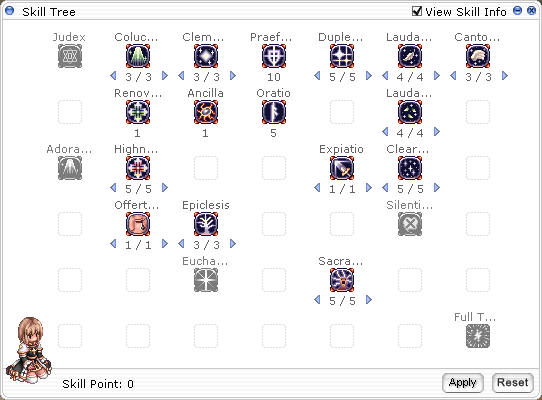 Skill Tree
View Skill Info
Judex Coluc... Clem... Praef... Duple... Lauda... Canto...
3 / 3 3 / 3 10 5 / 5 4 / 4 3 / 3
Renov... Ancilla Oratio Lauda...
1 1 5 4 / 4
Adora... Highn... Expiatio Clear...
5 / 5 1 / 1 5 / 5
Offert... Epiclesis Silenti...
1 / 1 3 / 3
Eucha... Sacra...
5 / 5
Full T...
Skill Point: 0 Apply Reset